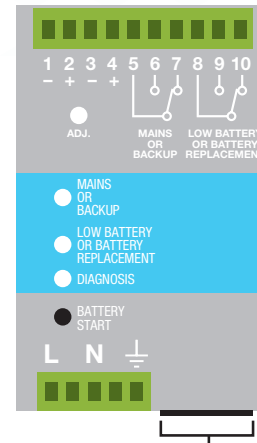 1 2 3 4 5 6 7 8 9 10
– + – +
ADJ.
MAINS
OR
BACKUP
LOW BATTERY
OR BATTERY
REPLACEMENT
MAINS
OR
BACKUP
LOW BATTERY
OR BATTERY
REPLACEMENT
DIAGNOSIS
BATTERY
START
L N